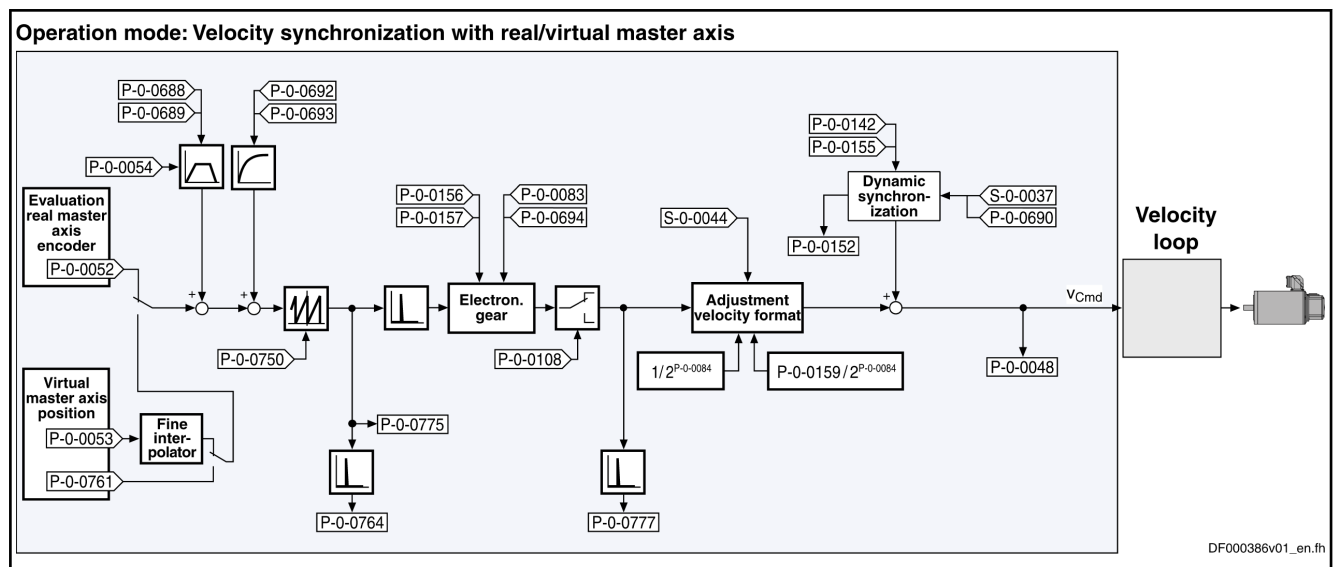 Operation mode: Velocity synchronization with real/virtual master axis
P-0-0688
P-0-0689
P-0-0692
P-0-0693
P-0-0054
Evaluation
real master
axis
encoder
P-0-0052
+
+
P-0-0750
P-0-0156
P-0-0157
P-0-0083
P-0-0694
Electron.
gear
P-0-0108
S-0-0044
Adjustment
velocity format
1/2^P-0-0084
P-0-0159/2^P-0-0084
P-0-0142
P-0-0155
Dynamic
synchron-
ization
S-0-0037
P-0-0690
P-0-0152
+
vCmd
P-0-0048
Velocity
loop
Virtual
master axis
position
P-0-0053
P-0-0761
Fine
inter-
polator
P-0-0775
P-0-0764
P-0-0777
DF000386v01_en.fh